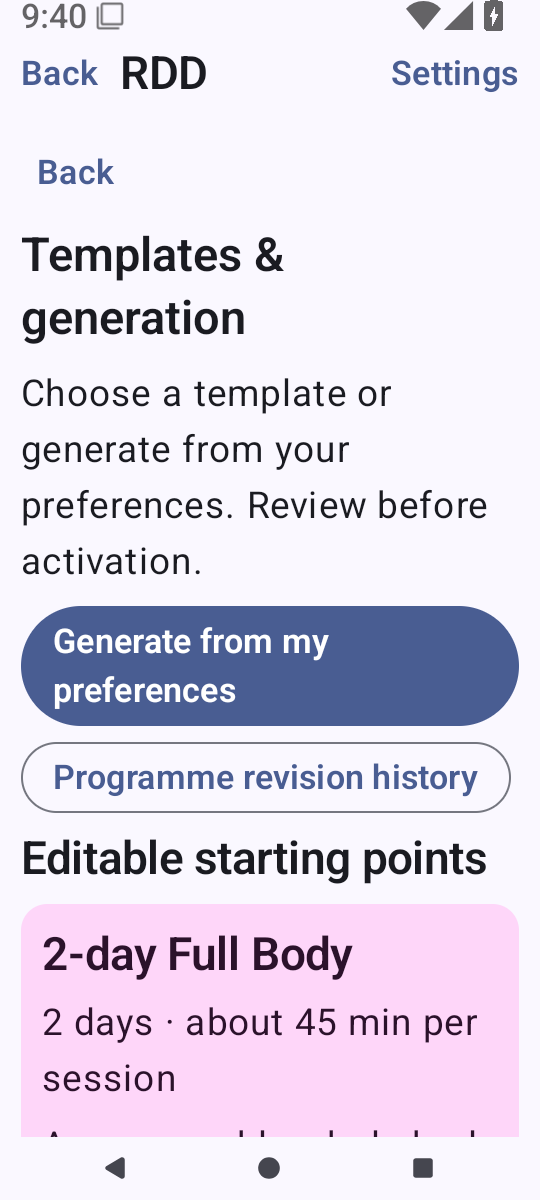 9:40
Back RDD Settings
Back
Templates &
generation
Choose a template or
generate from your
preferences. Review before
activation.
Generate from my
preferences
Programme revision history
Editable starting points
2-day Full Body
2 days · about 45 min per
session